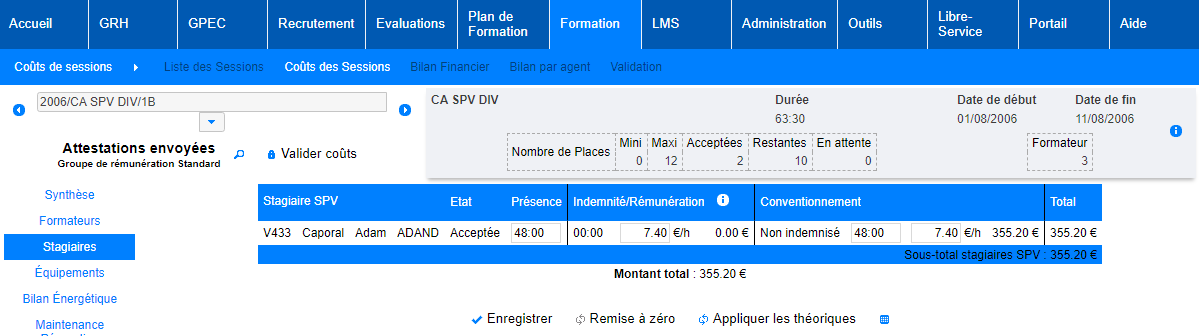 Accueil GRH GPEC Recrutement Evaluations Plan de Formation Formation LMS Administration Outils Libre-Service Portail Aide
Coûts de sessions Liste des Sessions Coûts des Sessions Bilan Financier Bilan par agent Validation
2006/CA SPV DIV/1B
CA SPV DIV Durée Date de début Date de fin
63:30 01/08/2006 11/08/2006
Nombre de Places Mini Maxi Acceptées Restantes En attente Formateur
0 12 2 10 0 3
Attestations envoyées
Groupe de rémunération Standard
Valider coûts
Synthèse
Formateurs
Stagiaires
Équipements
Bilan Énergétique
Maintenance
Stagiaire SPV Etat Présence Indemnité/Rémunération Conventionnement Total
V433 Caporal Adam ADAND Acceptée 48:00 00:00 7.40 €/h 0.00 € Non indemnisé 48:00 7.40 €/h 355.20 € 355.20 €
Sous-total stagiaires SPV : 355.20 €
Montant total : 355.20 €
Enregistrer Remise à zéro Appliquer les théoriques